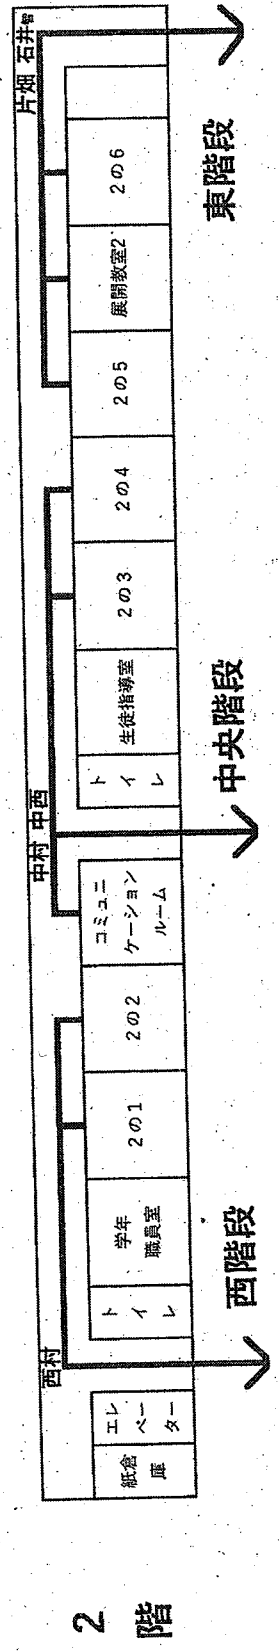 2階
紙倉庫
エレベーター
西村
西階段
トイレ
学年職員室
2の1
2の2
コミュニケーションルーム
中村 中西
中央階段
トイレ
生徒指導室
2の3
2の4
2の5
展開教室2
2の6
片畑 石井智
東階段